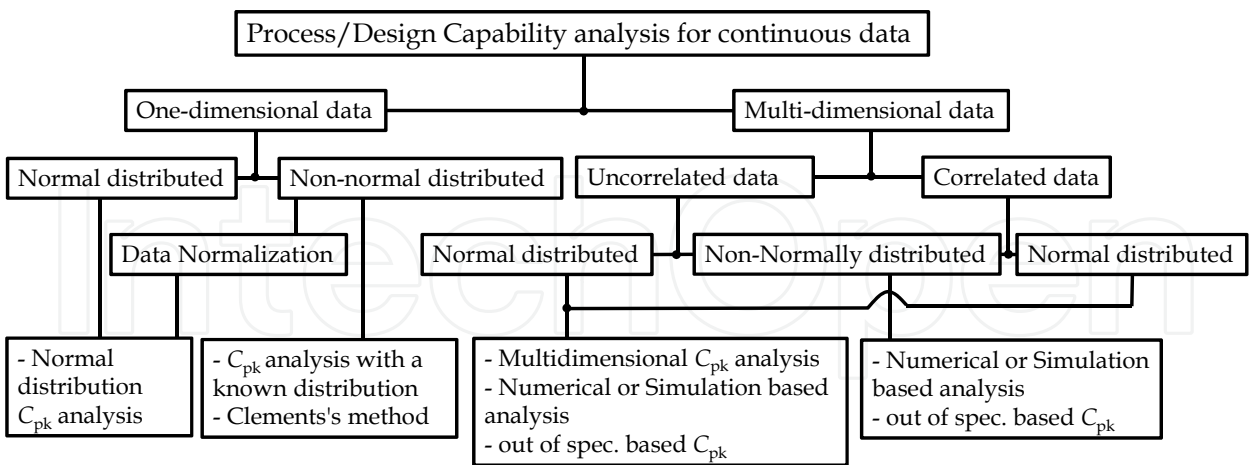 Process/Design Capability analysis for continuous data
One-dimensional data
Multi-dimensional data
Normal distributed
Non-normal distributed
Uncorrelated data
Correlated data
Data Normalization
Normal distributed
Non-Normally distributed
Normal distributed
- Normal
distribution
Cpk analysis
- Cpk analysis with a
known distribution
- Clements's method
- Multidimensional Cpk analysis
- Numerical or Simulation based
analysis
- out of spec. based Cpk
- Numerical or Simulation
based analysis
- out of spec. based Cpk
IntechOpen